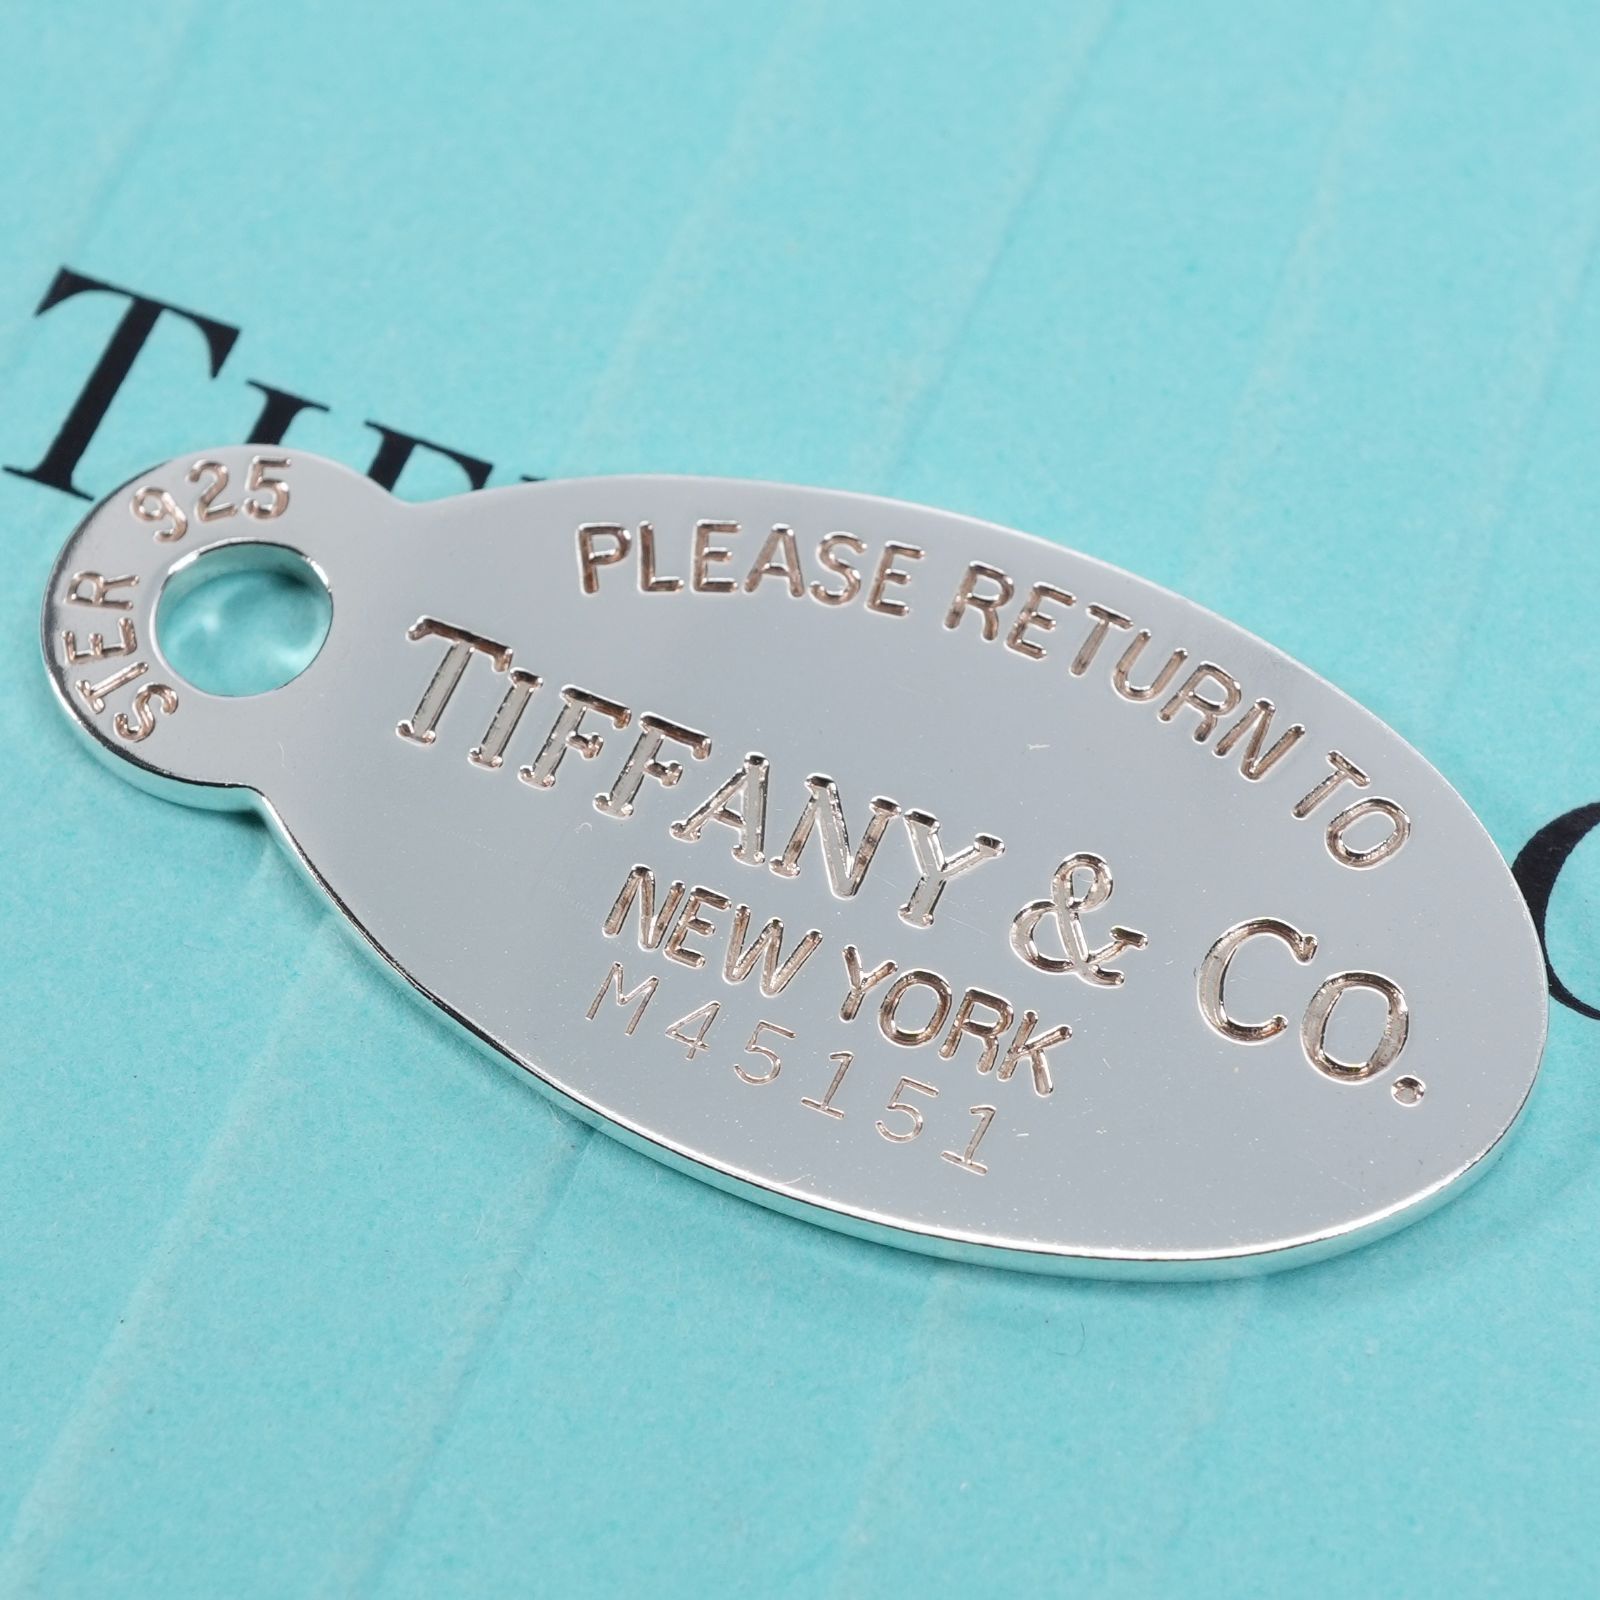 STER 925
PLEASE RETURN TO
TIFFANY & CO.
NEW YORK
M45151